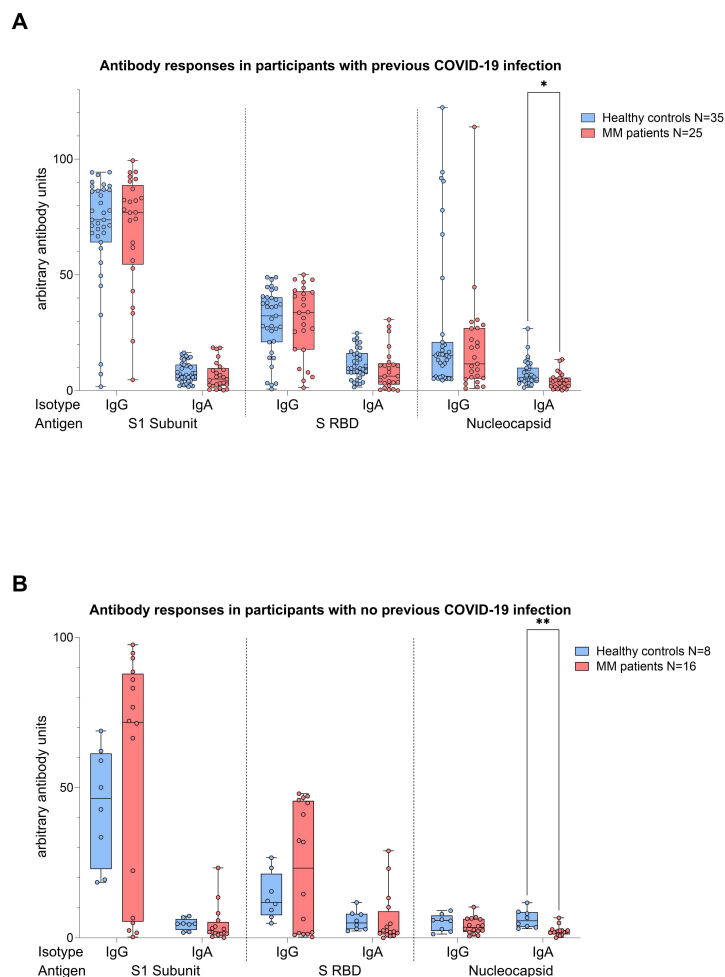 A
Antibody responses in participants with previous COVID-19 infection
*
Healthy controls N=35
MM patients N=25
arbitrary antibody units
100
50
0
Isotype IgG IgA IgG IgA IgG IgA
Antigen S1 Subunit S RBD Nucleocapsid
B
Antibody responses in participants with no previous COVID-19 infection
**
Healthy controls N=8
MM patients N=16
arbitrary antibody units
100
50
0
Isotype IgG IgA IgG IgA IgG IgA
Antigen S1 Subunit S RBD Nucleocapsid